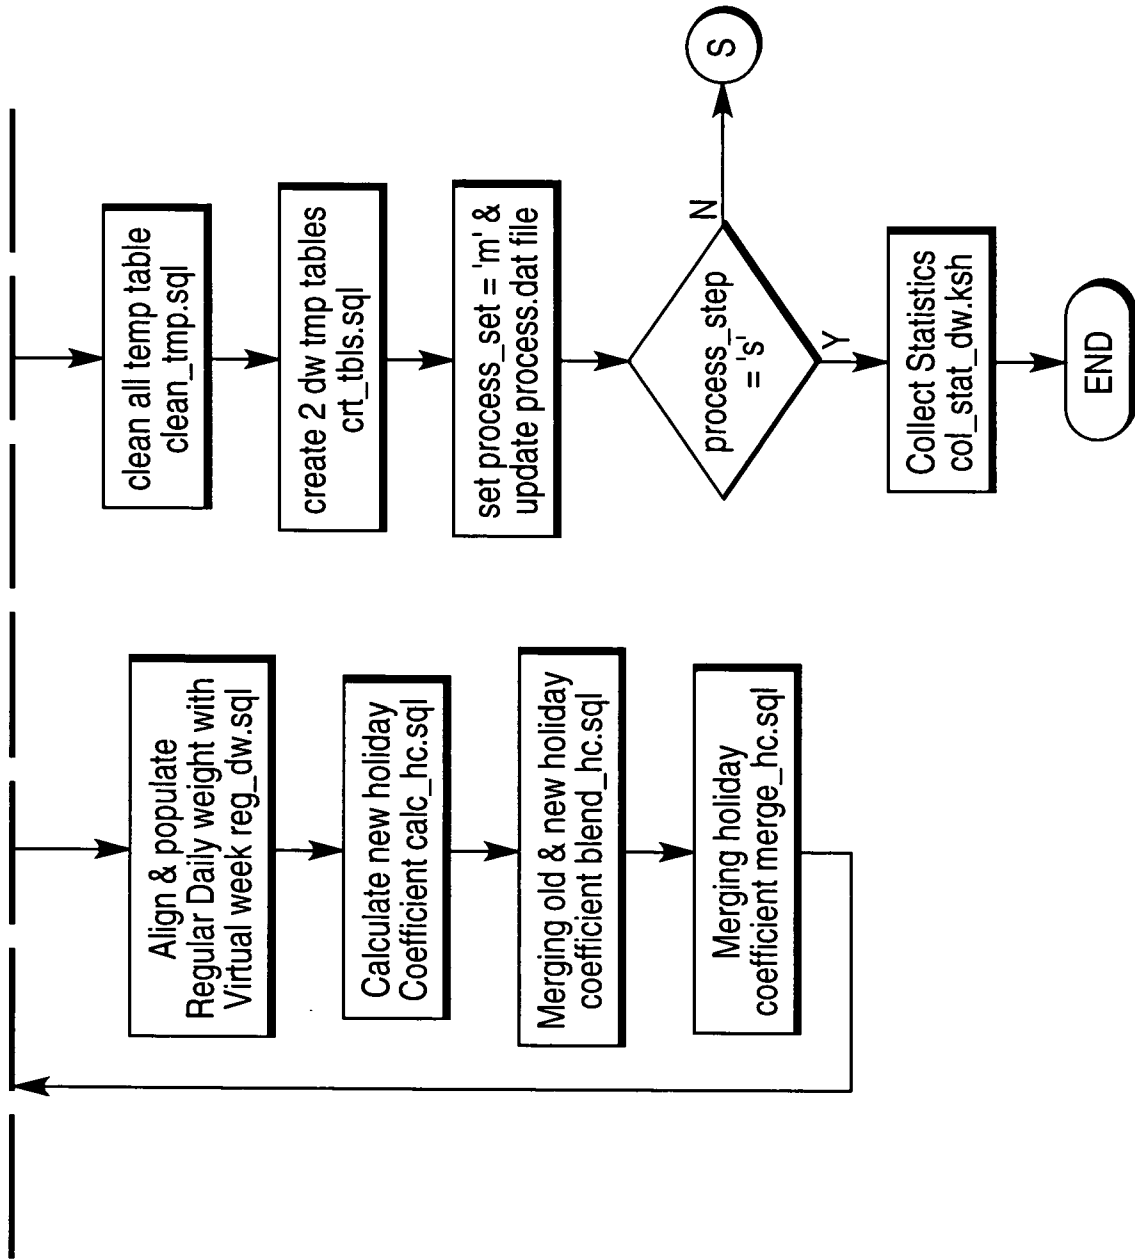 Align & populate
Regular Daily weight with
Virtual week reg_dw.sql
Calculate new holiday
Coefficient calc_hc.sql
Merging old & new holiday
coefficient blend_hc.sql
Merging holiday
coefficient merge_hc.sql
clean all temp table
clean_tmp.sql
create 2 dw tmp tables
crt_tbls.sql
set process_set = 'm' &
update process.dat file
process_step
= 's'
N
S
Y
Collect Statistics
col_stat_dw.ksh
END